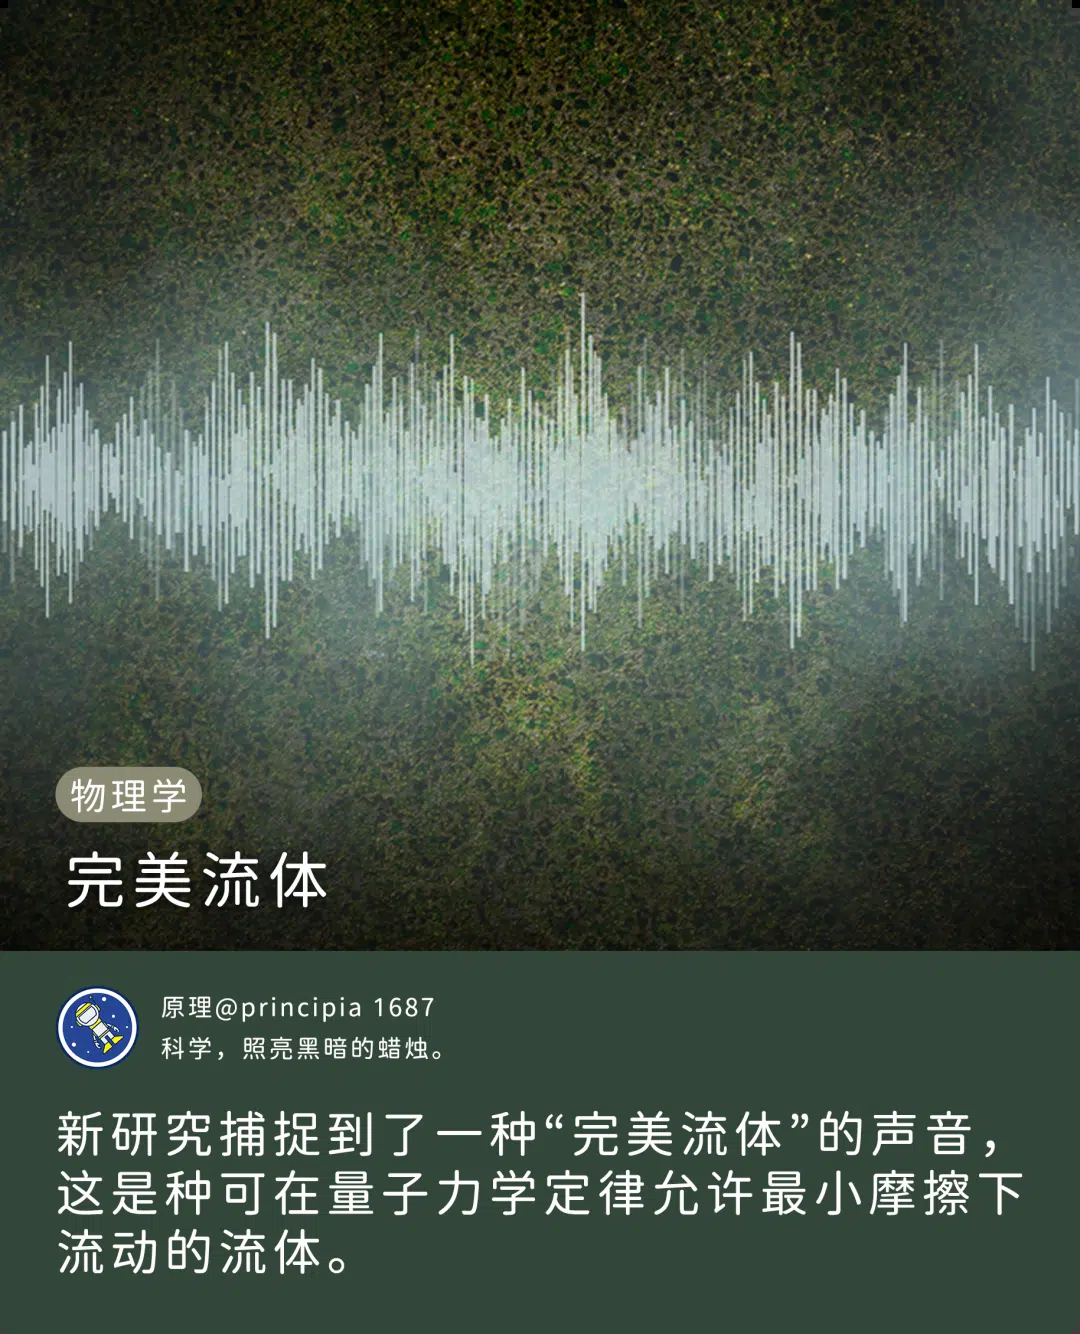 物理学
完美流体
原理@principia 1687
科学，照亮黑暗的蜡烛。
新研究捕捉到了一种“完美流体”的声音，
这是种可在量子力学定律允许最小摩擦下
流动的流体。